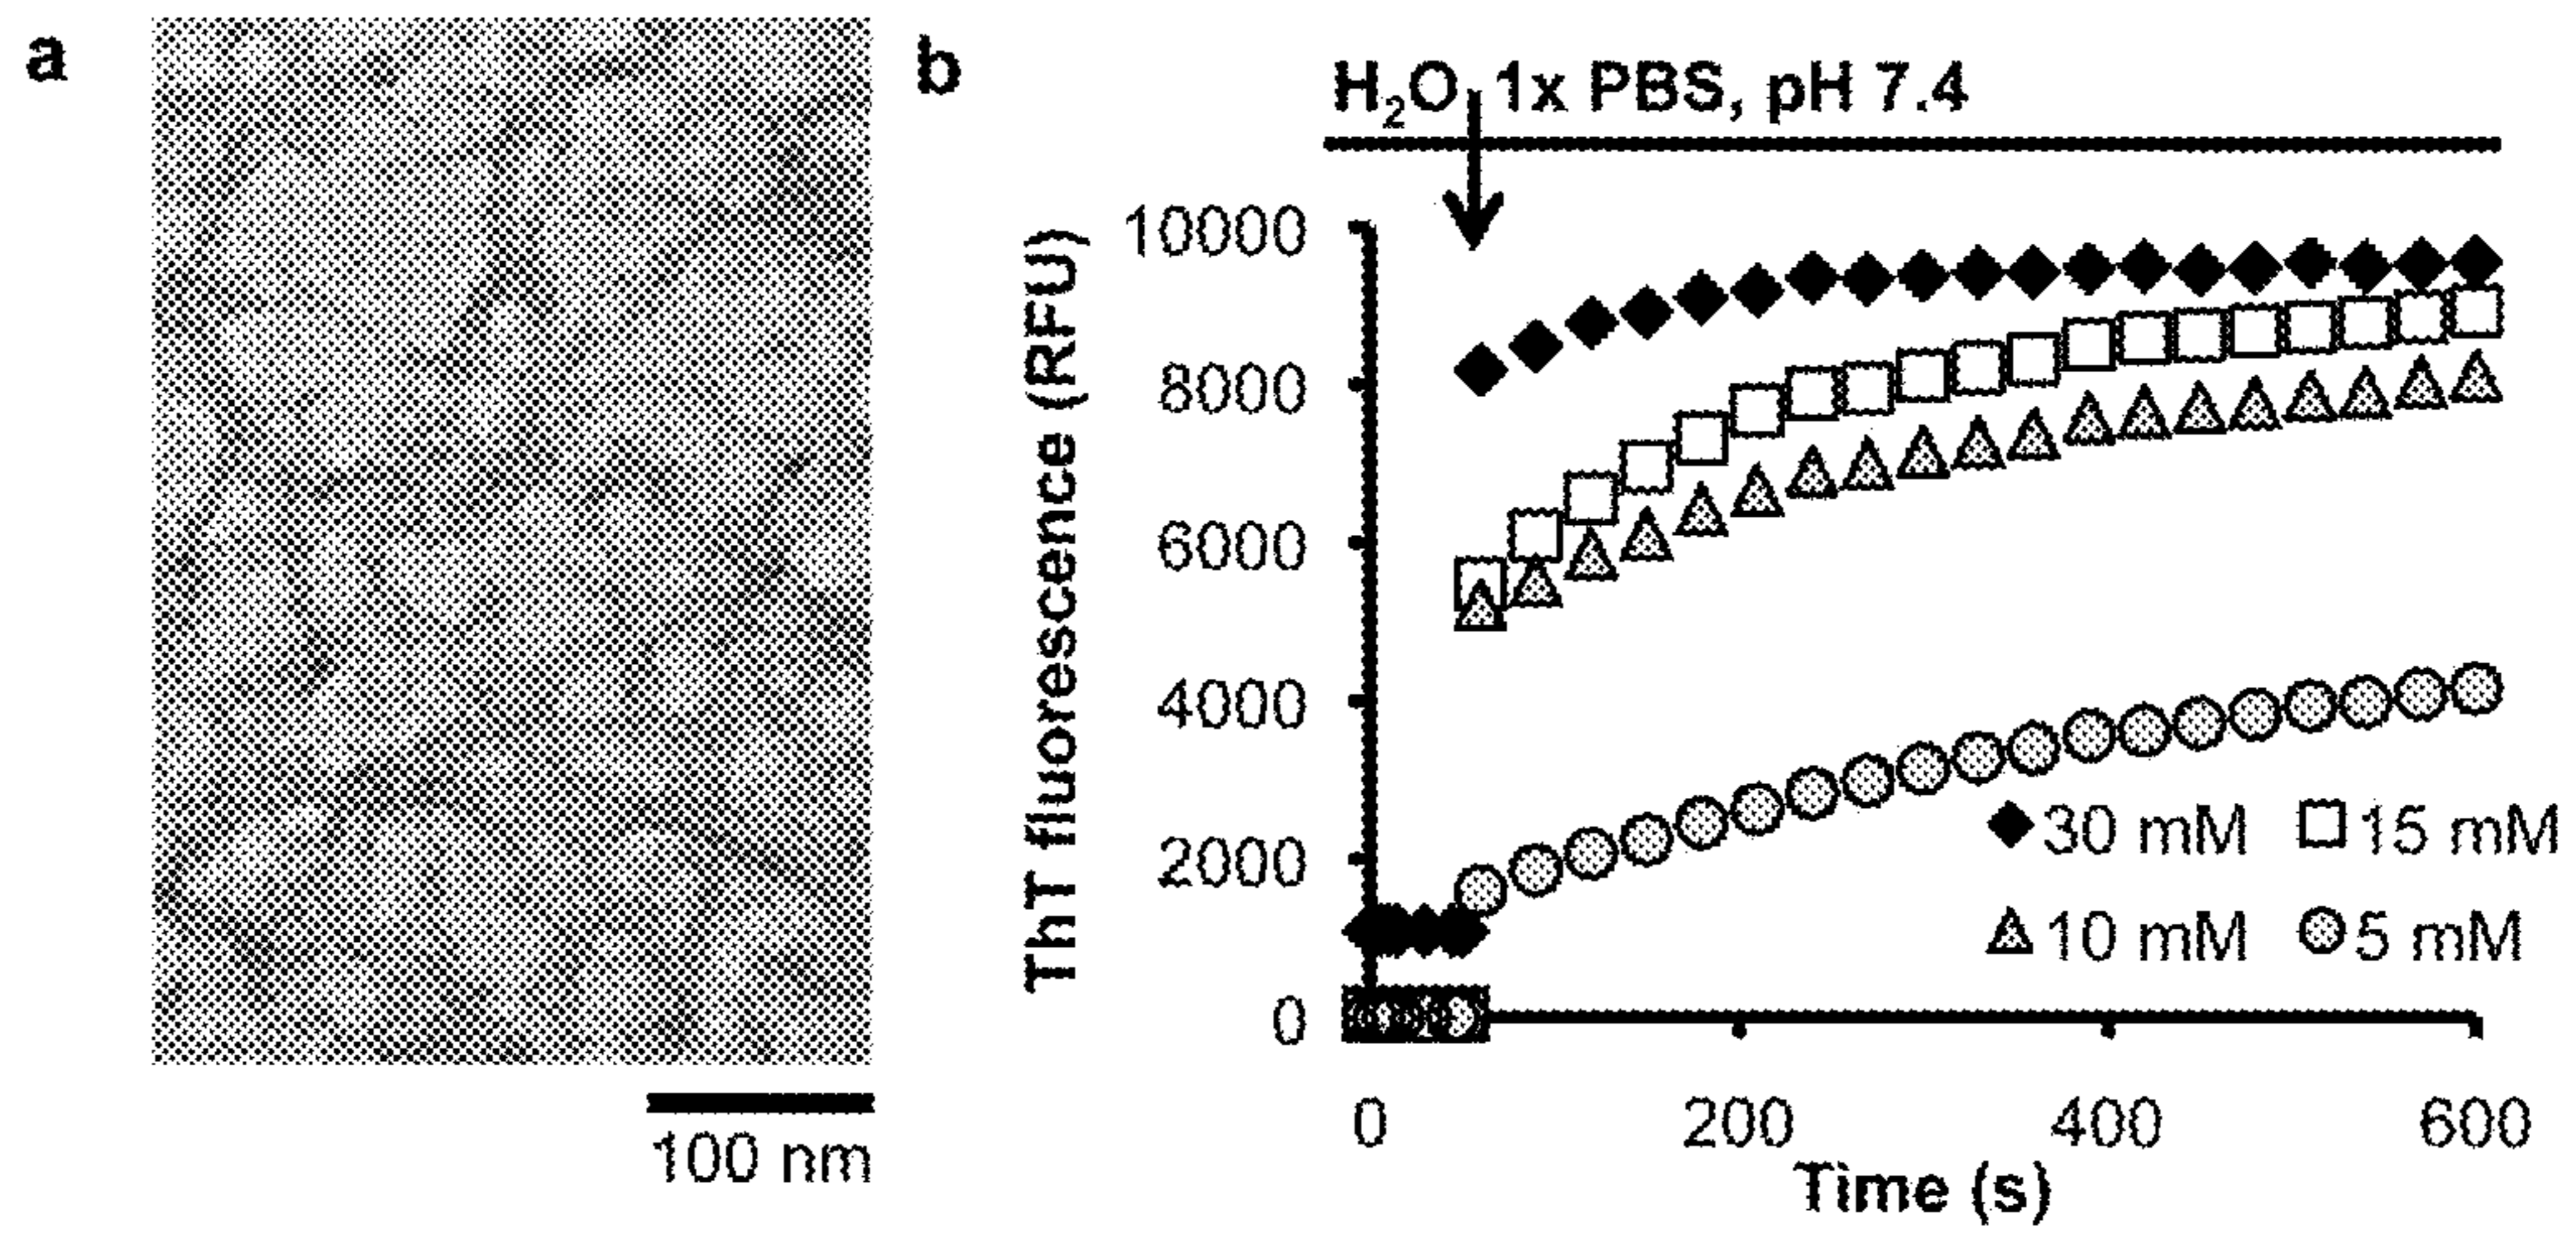 a
100 nm
b
H₂O 1x PBS, pH 7.4
ThT fluorescence (RFU)
10000
8000
6000
4000
2000
0
30 mM 15 mM
10 mM 5 mM
0 200 400 600
Time (s)